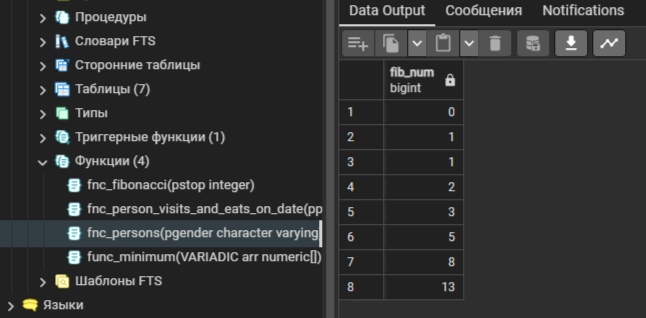 Процедуры
Словари FTS
Сторонние таблицы
Таблицы (7)
Типы
Триггерные функции (1)
Функции (4)
fnc_fibonacci(pstop integer)
fnc_person_visits_and_eats_on_date(pp
fnc_persons(pgender character varying
func_minimum(VARIADIC arr numeric[])
Шаблоны FTS
Языки
Data Output Сообщения Notifications
fib_num
bigint
1 0
2 1
3 1
4 2
5 3
6 5
7 8
8 13